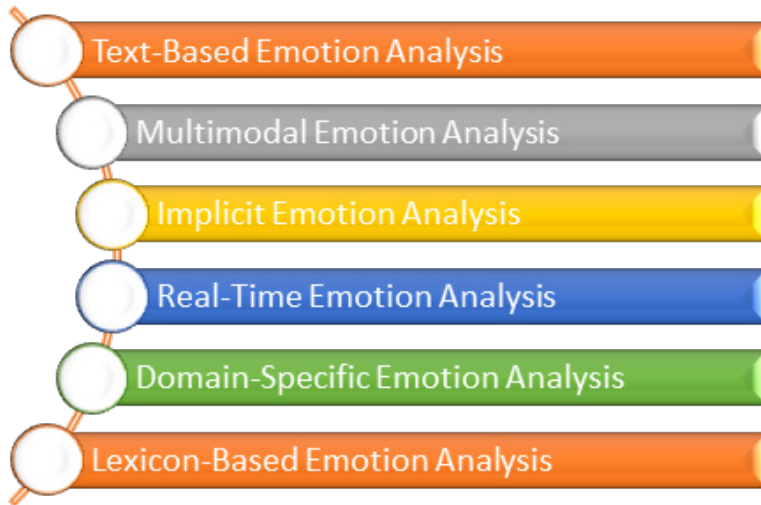 Text-Based Emotion Analysis
Multimodal Emotion Analysis
Implicit Emotion Analysis
Real-Time Emotion Analysis
Domain-Specific Emotion Analysis
Lexicon-Based Emotion Analysis